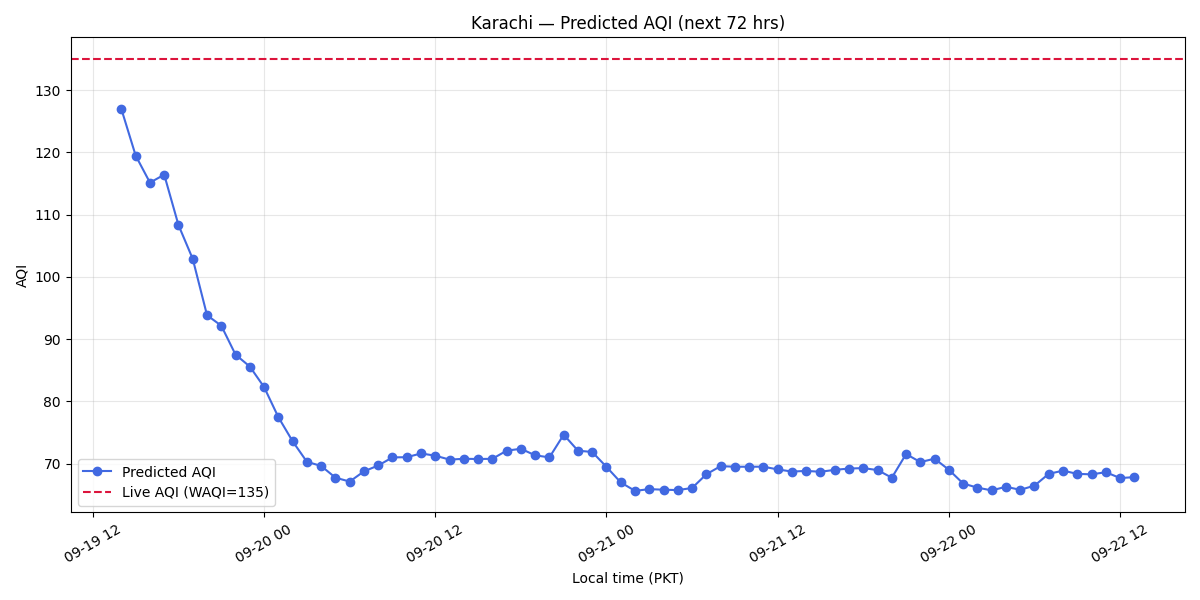 Karachi — Predicted AQI (next 72 hrs)
AQI
130
120
110
100
90
80
70
Predicted AQI
Live AQI (WAQI=135)
09-19 12
09-20 00
09-20 12
09-21 00
09-21 12
09-22 00
09-22 12
Local time (PKT)